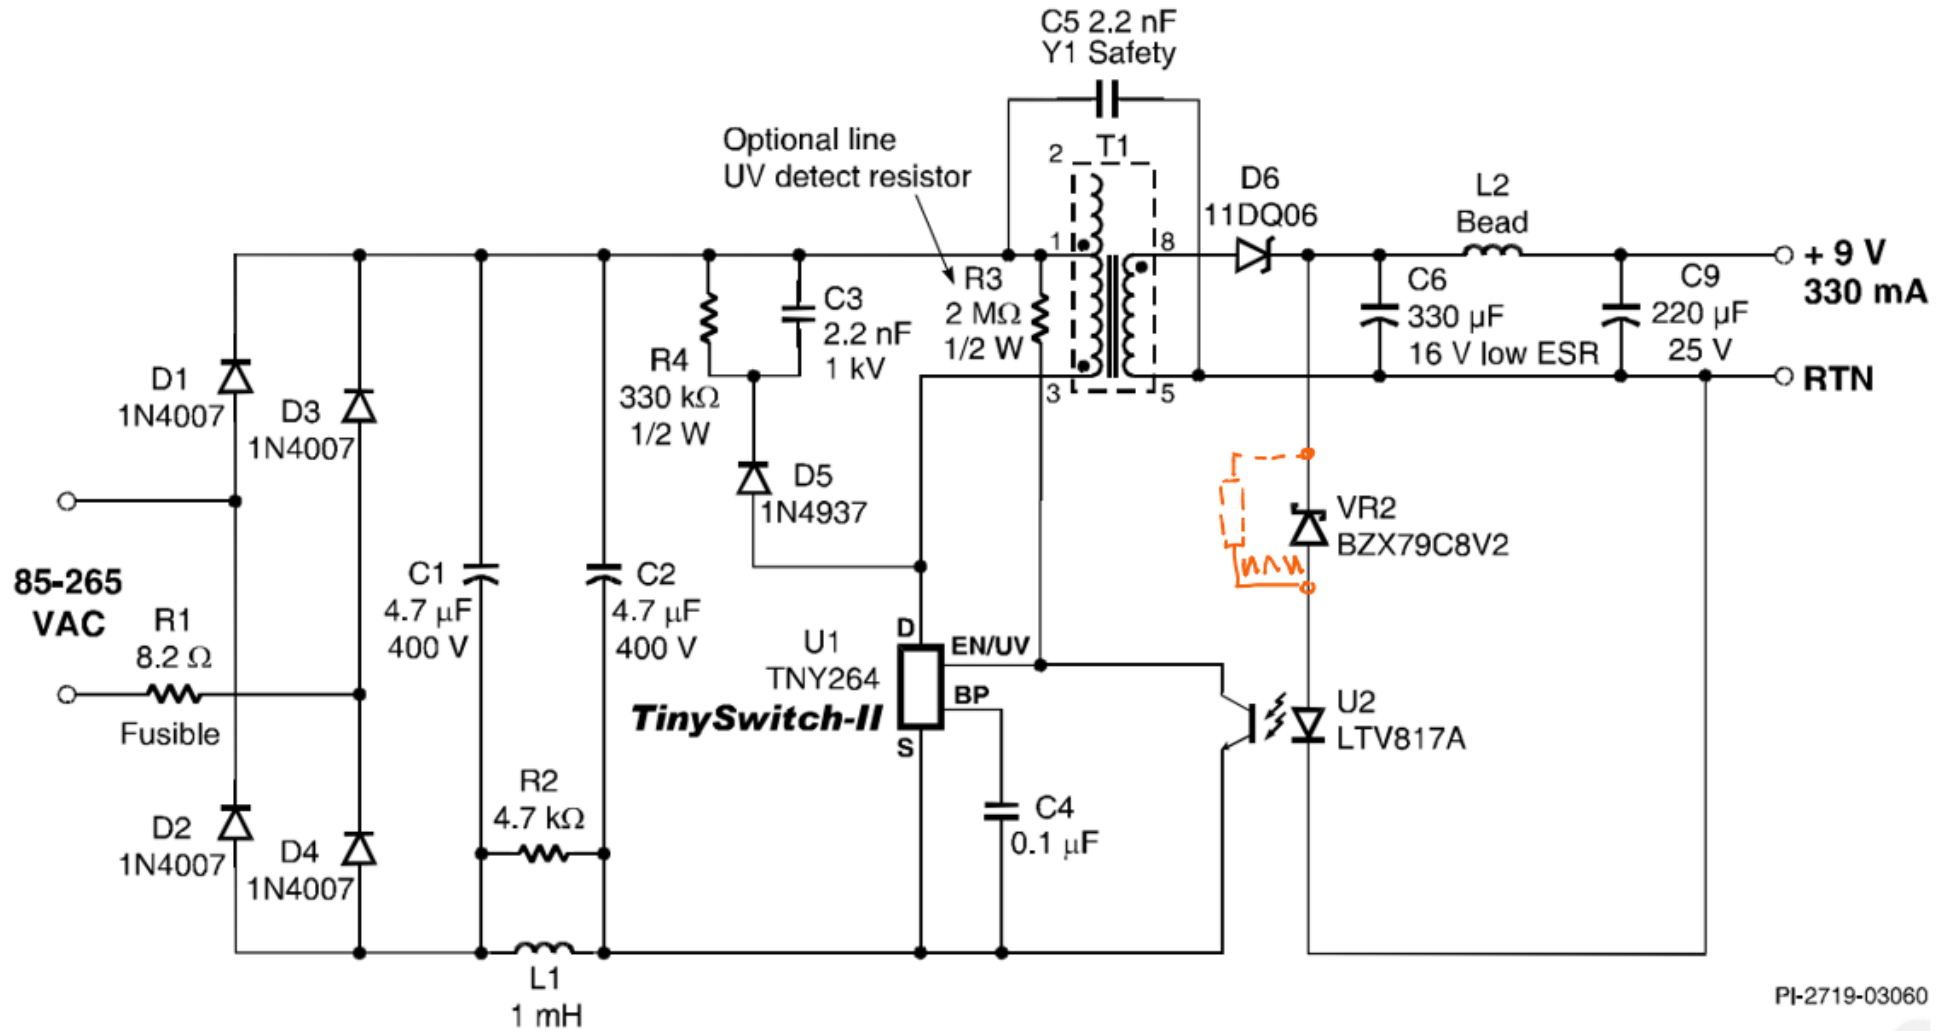 C5 2.2 nF
Y1 Safety
Optional line
UV detect resistor
2
T1
D6
11DQ06
L2
Bead
1
8
+ 9 V
330 mA
R3
2 MΩ
1/2 W
C3
2.2 nF
1 kV
C6
330 µF
16 V low ESR
C9
220 µF
25 V
R4
330 kΩ
1/2 W
3
5
RTN
D1
1N4007
D3
1N4007
D5
1N4937
VR2
BZX79C8V2
85-265
VAC
R1
8.2 Ω
Fusible
C1
4.7 µF
400 V
C2
4.7 µF
400 V
D
U1
TNY264
TinySwitch-II
EN/UV
BP
S
U2
LTV817A
R2
4.7 kΩ
C4
0.1 µF
D2
1N4007
D4
1N4007
L1
1 mH
PI-2719-03060